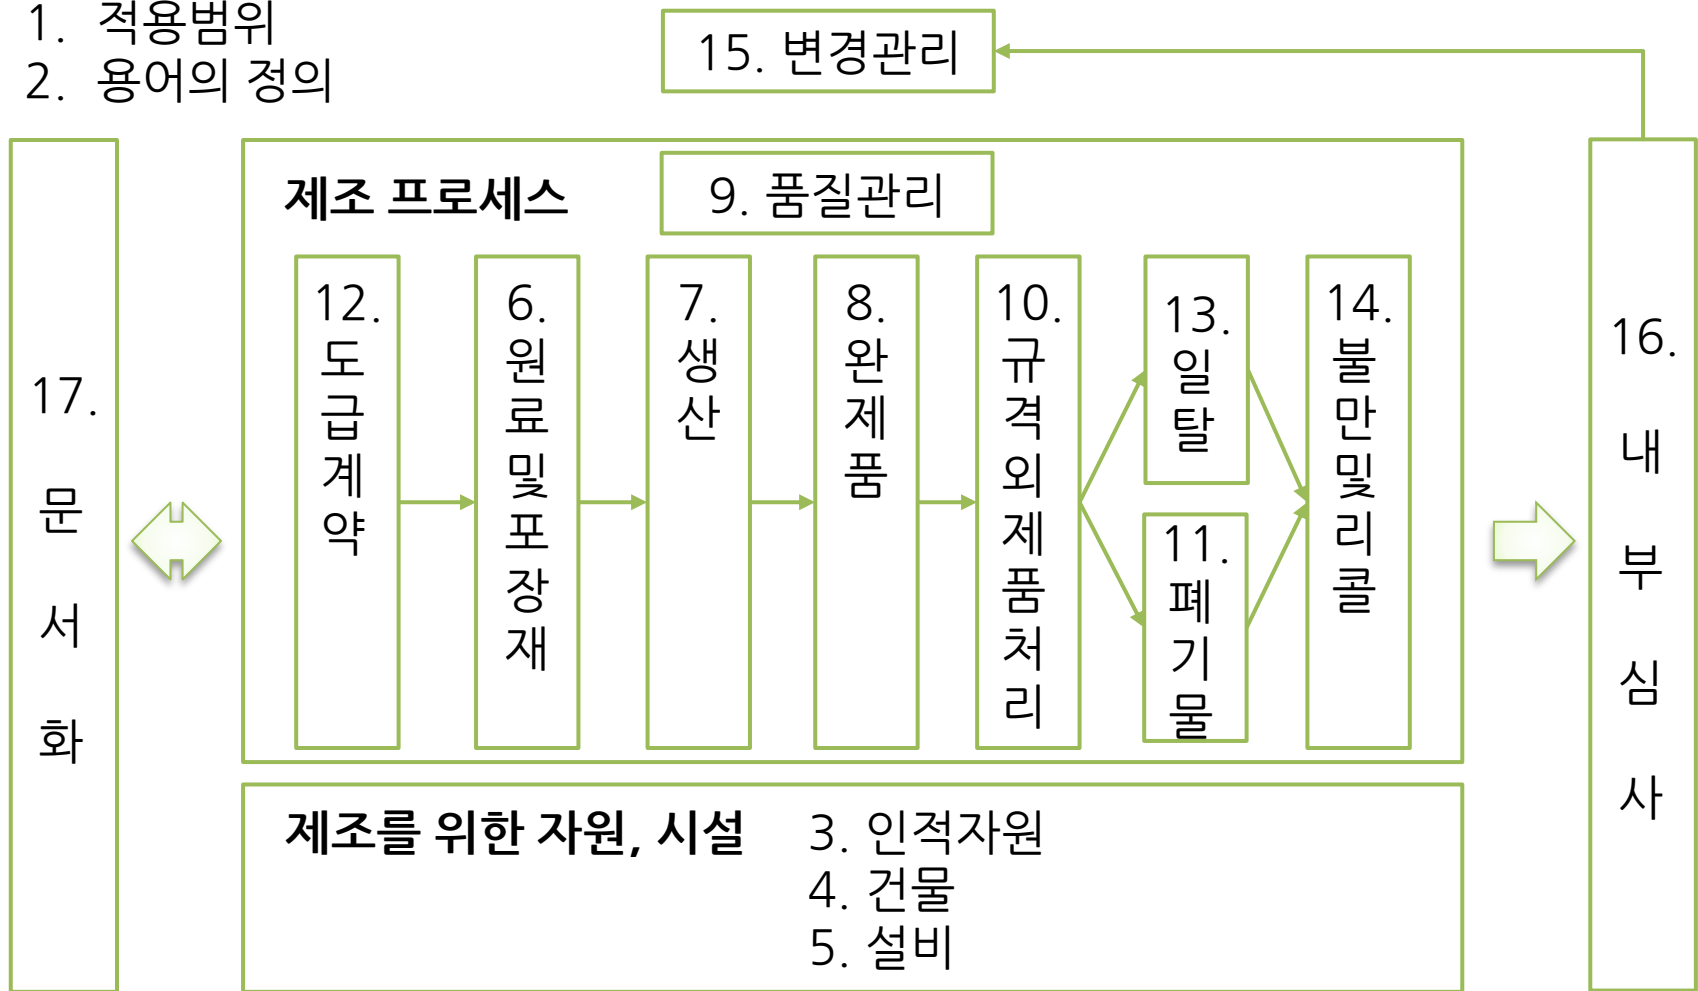 1. 적용범위
2. 용어의 정의
15. 변경관리
17. 문서화
제조 프로세스
9. 품질관리
12. 도급계약
6. 원료및포장재
7. 생산
8. 완제품
10. 규격외제품처리
13. 일탈
11. 폐기물
14. 불만및리콜
16. 내부심사
제조를 위한 자원, 시설
3. 인적자원
4. 건물
5. 설비